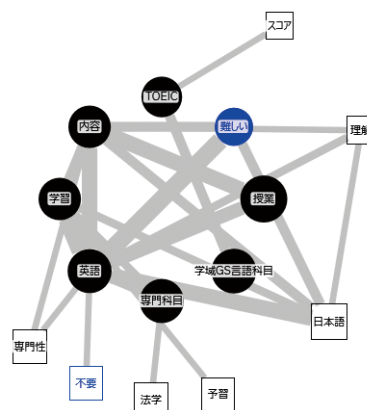 スコア
TOEIC
内容
難しい
理解
学習
授業
英語
学域GS言語科目
専門科目
日本語
専門性
不要
法学
予習